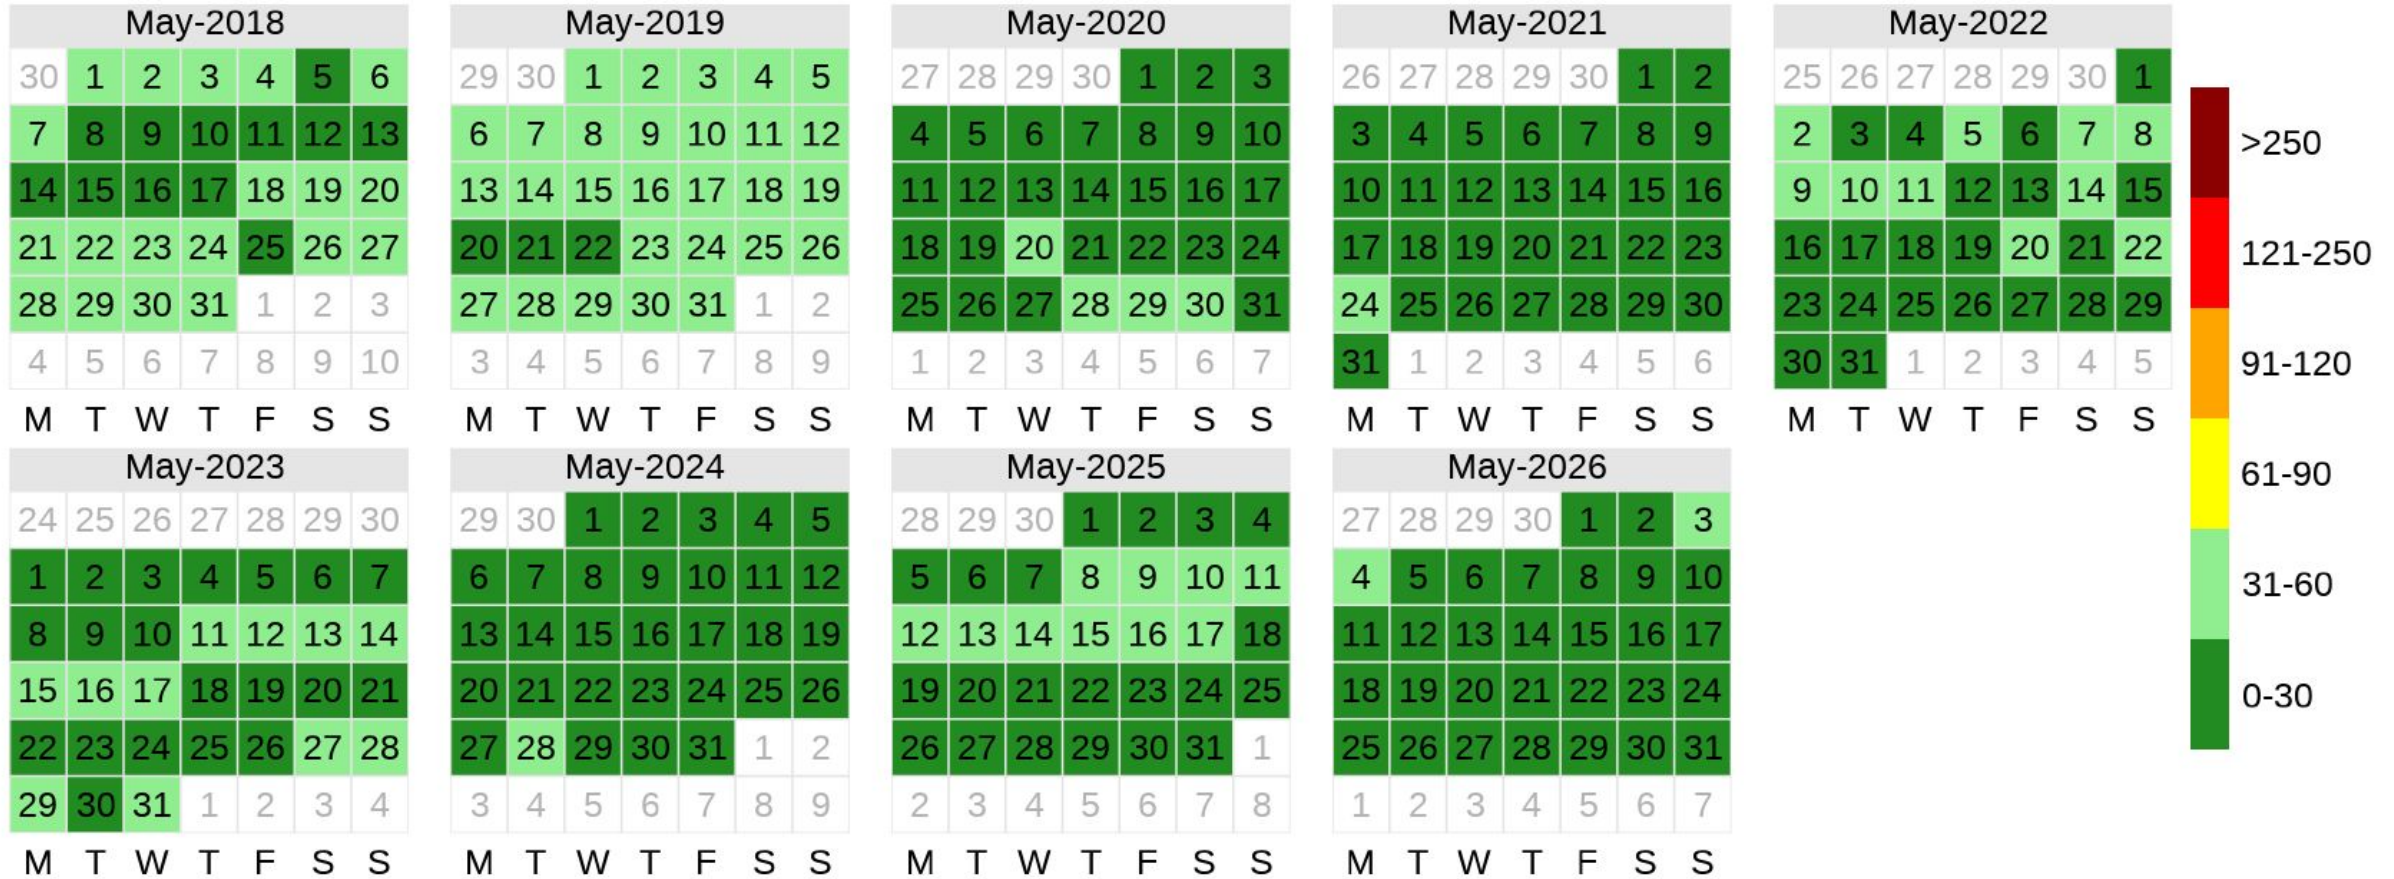 May-2018 May-2019 May-2020 May-2021 May-2022
30 1 2 3 4 5 6 29 30 1 2 3 4 5 27 28 29 30 1 2 3 26 27 28 29 30 1 2 25 26 27 28 29 30 1
7 8 9 10 11 12 13 6 7 8 9 10 11 12 4 5 6 7 8 9 10 3 4 5 6 7 8 9 2 3 4 5 6 7 8 >250
14 15 16 17 18 19 20 13 14 15 16 17 18 19 11 12 13 14 15 16 17 10 11 12 13 14 15 16 9 10 11 12 13 14 15
21 22 23 24 25 26 27 20 21 22 23 24 25 26 18 19 20 21 22 23 24 17 18 19 20 21 22 23 16 17 18 19 20 21 22 121-250
28 29 30 31 1 2 3 27 28 29 30 31 1 2 25 26 27 28 29 30 31 24 25 26 27 28 29 30 23 24 25 26 27 28 29
4 5 6 7 8 9 10 3 4 5 6 7 8 9 1 2 3 4 5 6 7 31 1 2 3 4 5 6 30 31 1 2 3 4 5 91-120
M T W T F S S M T W T F S S M T W T F S S M T W T F S S M T W T F S S
May-2023 May-2024 May-2025 May-2026 61-90
24 25 26 27 28 29 30 29 30 1 2 3 4 5 28 29 30 1 2 3 4 27 28 29 30 1 2 3
1 2 3 4 5 6 7 6 7 8 9 10 11 12 5 6 7 8 9 10 11 4 5 6 7 8 9 10 31-60
8 9 10 11 12 13 14 13 14 15 16 17 18 19 12 13 14 15 16 17 18 11 12 13 14 15 16 17
15 16 17 18 19 20 21 20 21 22 23 24 25 26 19 20 21 22 23 24 25 18 19 20 21 22 23 24 0-30
22 23 24 25 26 27 28 27 28 29 30 31 1 2 26 27 28 29 30 31 1 25 26 27 28 29 30 31
29 30 31 1 2 3 4 3 4 5 6 7 8 9 2 3 4 5 6 7 8 1 2 3 4 5 6 7
M T W T F S S M T W T F S S M T W T F S S M T W T F S S